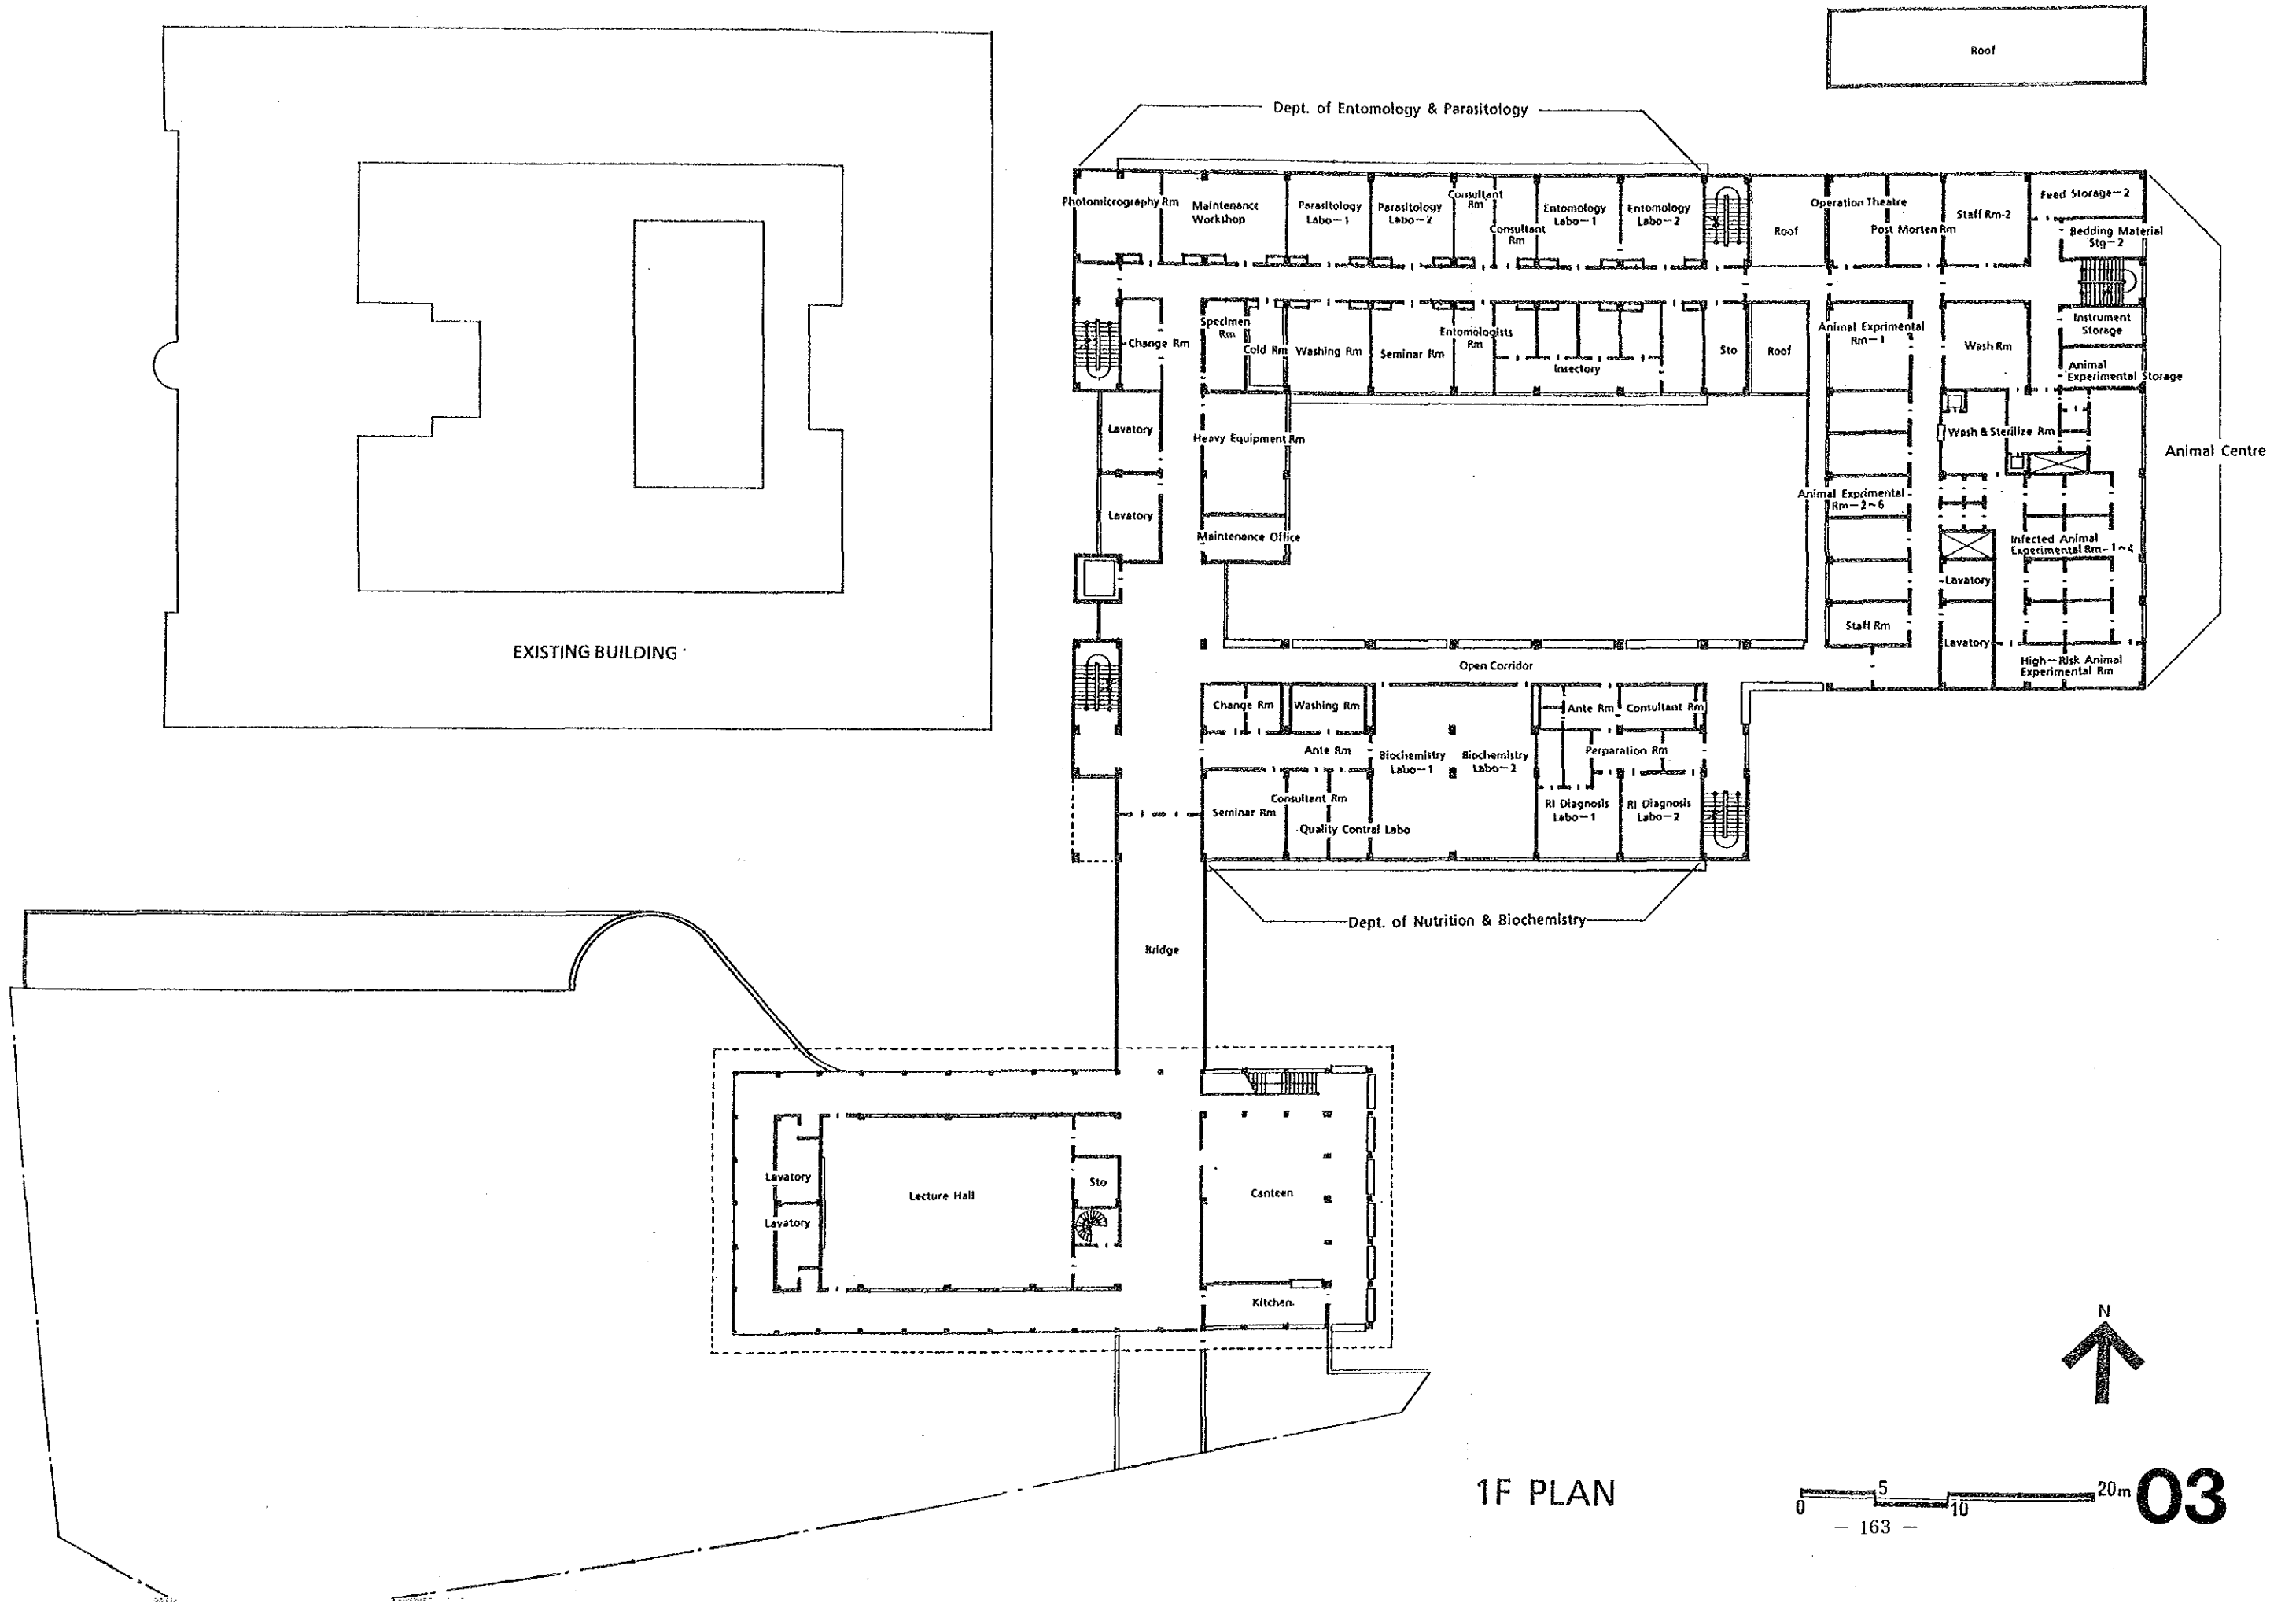 Roof
Dept. of Entomology & Parasitology
Photomicrography Rm
Maintenance
Workshop
Parasitology
Labo-1
Parasitology
Labo-2
Consultant
Rm
Consultant
Rm
Entomology
Labo-1
Entomology
Labo-2
Roof
Operation Theatre
Post Morten Rm
Staff Rm-2
Feed Storage-2
Bedding Material
Stg-2
Change Rm
Specimen
Rm
Cold Rm
Washing Rm
Seminar Rm
Entomologists
Rm
Insectory
Sto
Roof
Animal Exprimental
Rm-1
Wash Rm
Instrument
Storage
Animal
Experimental Storage
Lavatory
Heavy Equipment Rm
Wash & Sterilize Rm
Animal Centre
Lavatory
Maintenance Office
Animal Exprimental
Rm-2~6
Infected Animal
Experimental Rm-1~4
Lavatory
Staff Rm
Lavatory
High-Risk Animal
Experimental Rm
EXISTING BUILDING
Open Corridor
Change Rm
Washing Rm
Ante Rm
Consultant Rm
Ante Rm
Biochemistry
Labo-1
Biochemistry
Labo-2
Perparation Rm
Seminar Rm
Consultant Rm
Quality Control Labo
RI Diagnosis
Labo-1
RI Diagnosis
Labo-2
Dept. of Nutrition & Biochemistry
Bridge
Lavatory
Lavatory
Lecture Hall
Sto
Canteen
Kitchen
N
1F PLAN
0 5 10 20m
03
- 163 -